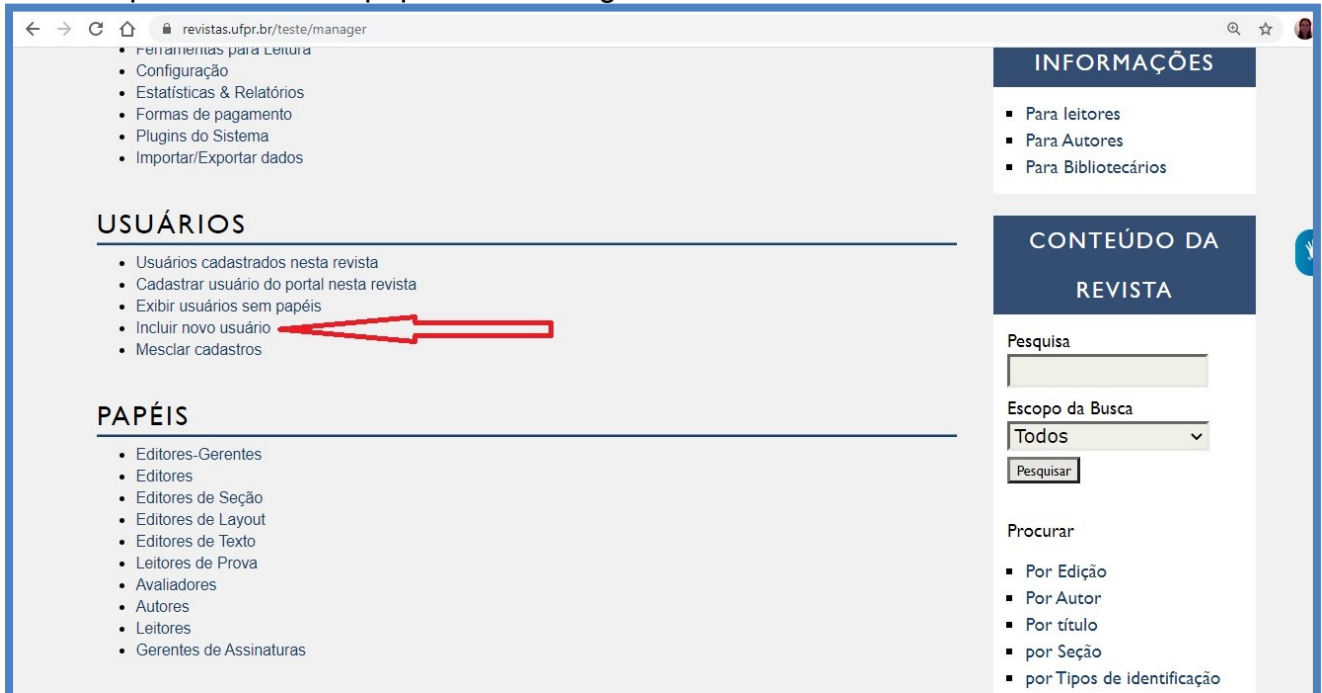 revistas.ufpr.br/teste/manager
Ferramentas para Leitura
Configuração
Estatísticas & Relatórios
Formas de pagamento
Plugins do Sistema
Importar/Exportar dados
USUÁRIOS
Usuários cadastrados nesta revista
Cadastrar usuário do portal nesta revista
Exibir usuários sem papéis
Incluir novo usuário
Mesclar cadastros
PAPÉIS
Editores-Gerentes
Editores
Editores de Seção
Editores de Layout
Editores de Texto
Leitores de Prova
Avaliadores
Autores
Leitores
Gerentes de Assinaturas
INFORMAÇÕES
Para leitores
Para Autores
Para Bibliotecários
CONTEÚDO DA
REVISTA
Pesquisa
Escopo da Busca
Todos
Pesquisar
Procurar
Por Edição
Por Autor
Por título
por Seção
por Tipos de identificação